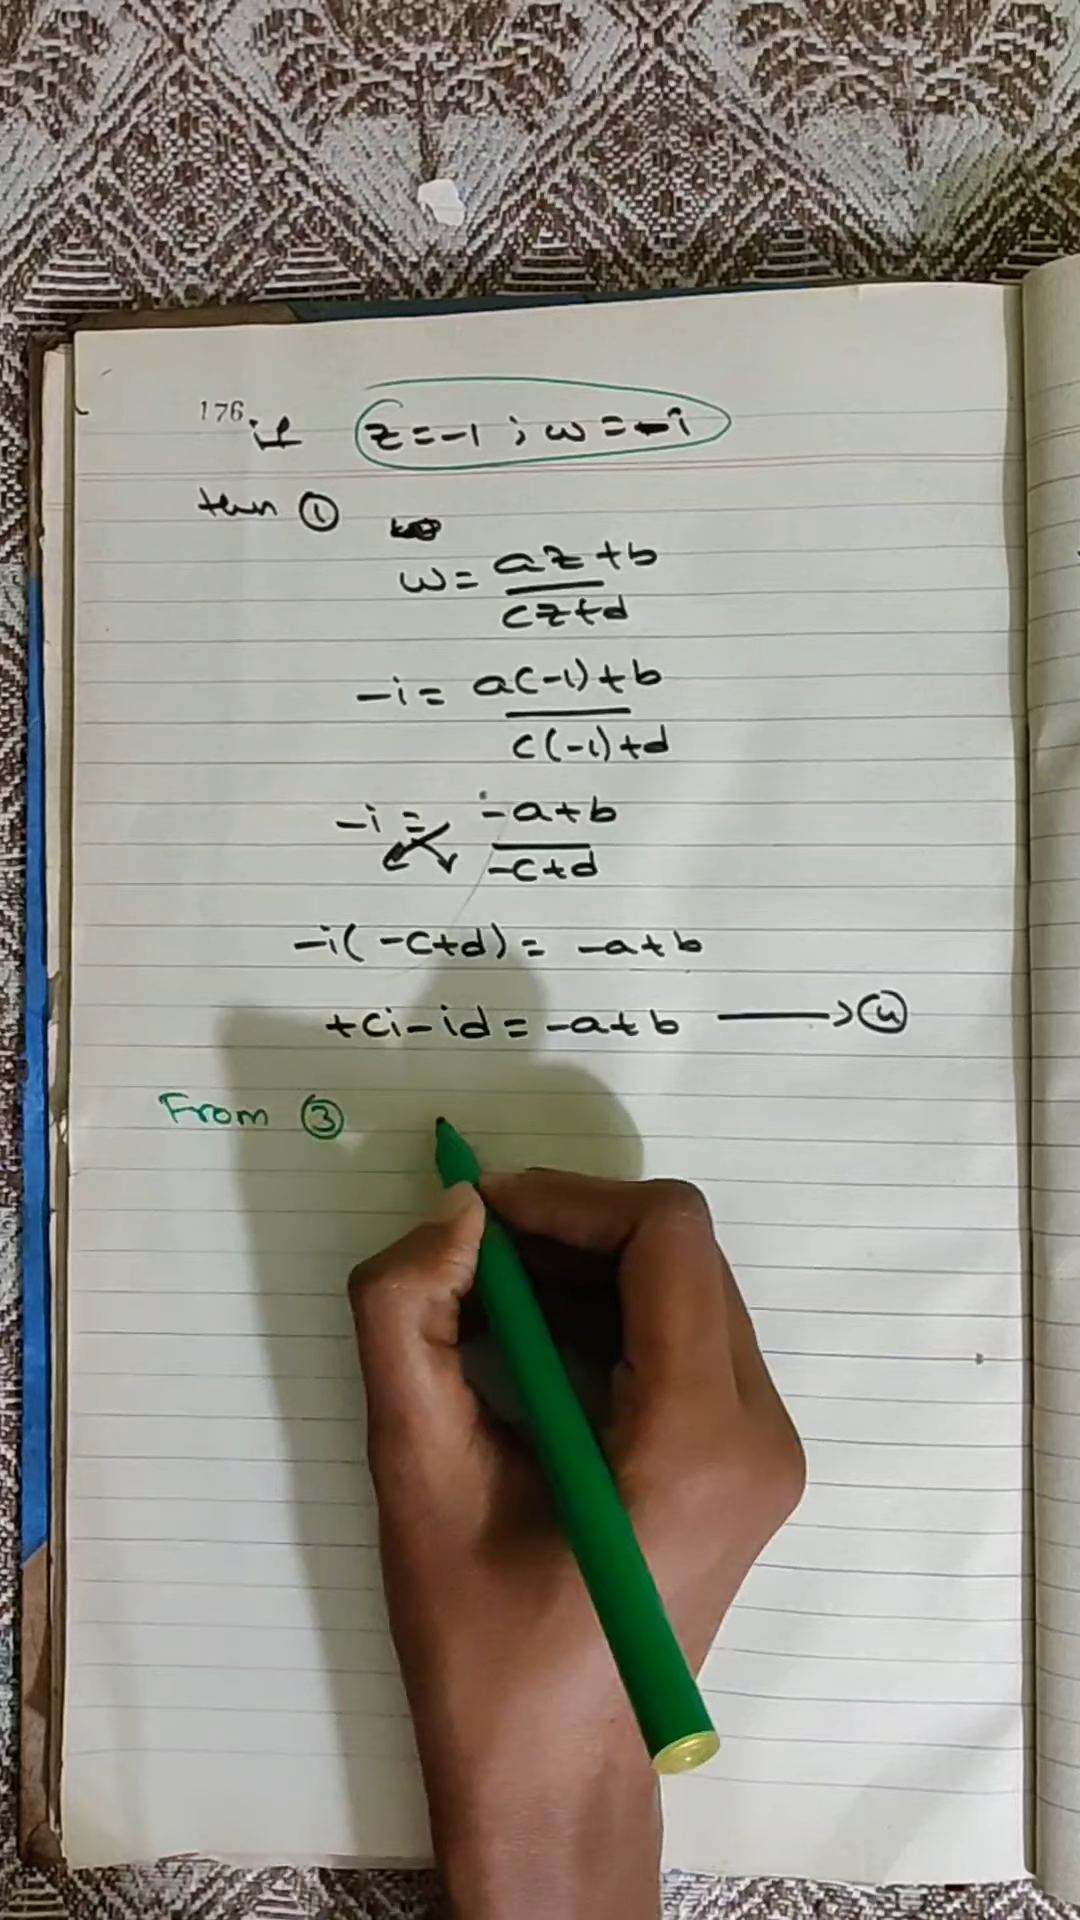 176
if z=-1 ; w=-i
then ①
w = az+b
cz+d
-i = a(-1)+b
c(-1)+d
-i = -a+b
-c+d
-i(-c+d) = -a+b
+ci-id = -a+b ⟶ ④
From ③